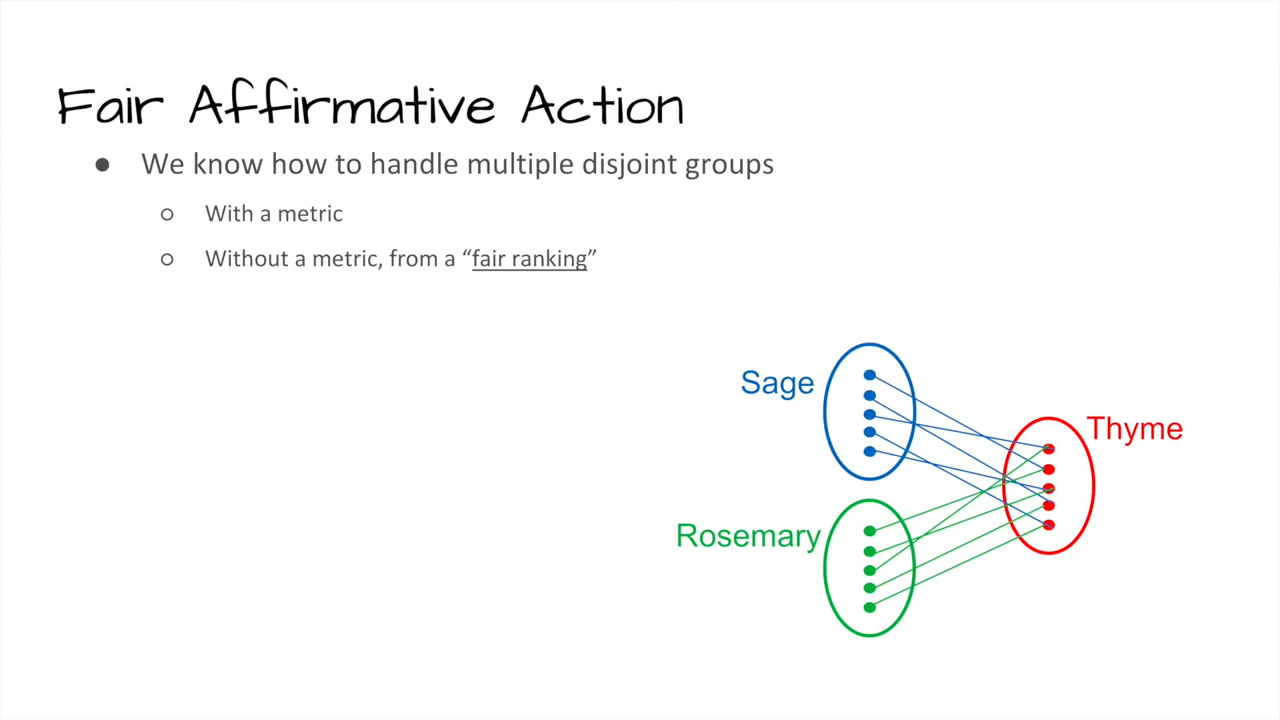 Fair Affirmative Action
● We know how to handle multiple disjoint groups
○ With a metric
○ Without a metric, from a “fair ranking”
Sage
Thyme
Rosemary